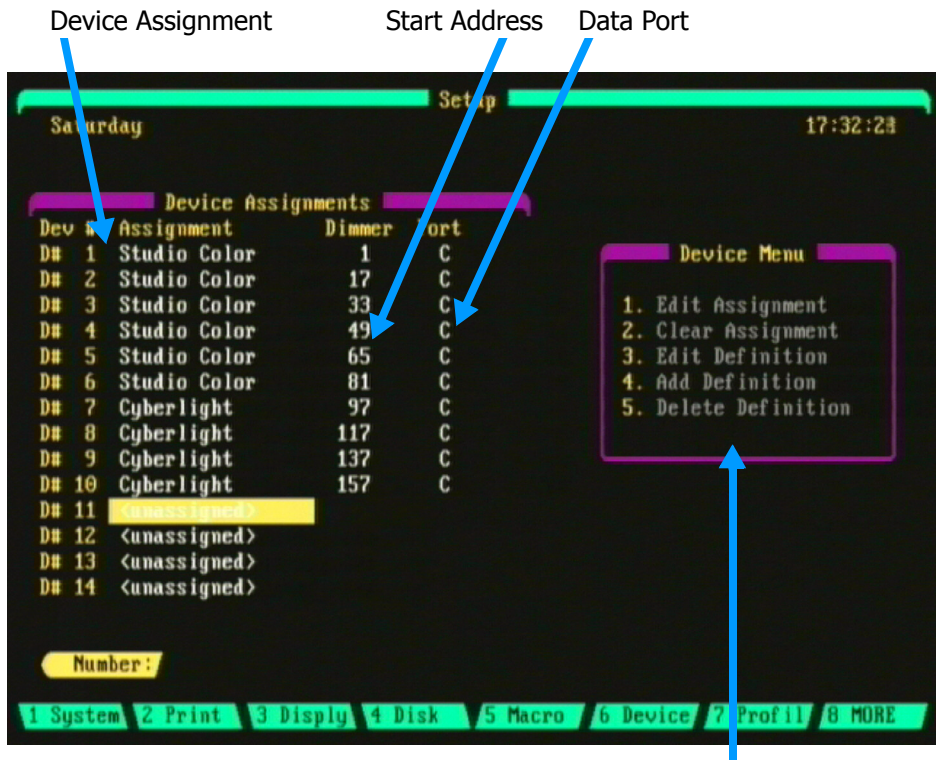 Device Assignment Start Address Data Port
Setup
Saturday 17:32:28
Device Assignments
Dev # Assignment Dimmer Port
D# 1 Studio Color 1 C
D# 2 Studio Color 17 C
D# 3 Studio Color 33 C
D# 4 Studio Color 49 C
D# 5 Studio Color 65 C
D# 6 Studio Color 81 C
D# 7 Cyberlight 97 C
D# 8 Cyberlight 117 C
D# 9 Cyberlight 137 C
D# 10 Cyberlight 157 C
D# 11 <unassigned>
D# 12 <unassigned>
D# 13 <unassigned>
D# 14 <unassigned>
Device Menu
1. Edit Assignment
2. Clear Assignment
3. Edit Definition
4. Add Definition
5. Delete Definition
Number:
1 System 2 Print 3 Disply 4 Disk 5 Macro 6 Device 7 Profil 8 MORE